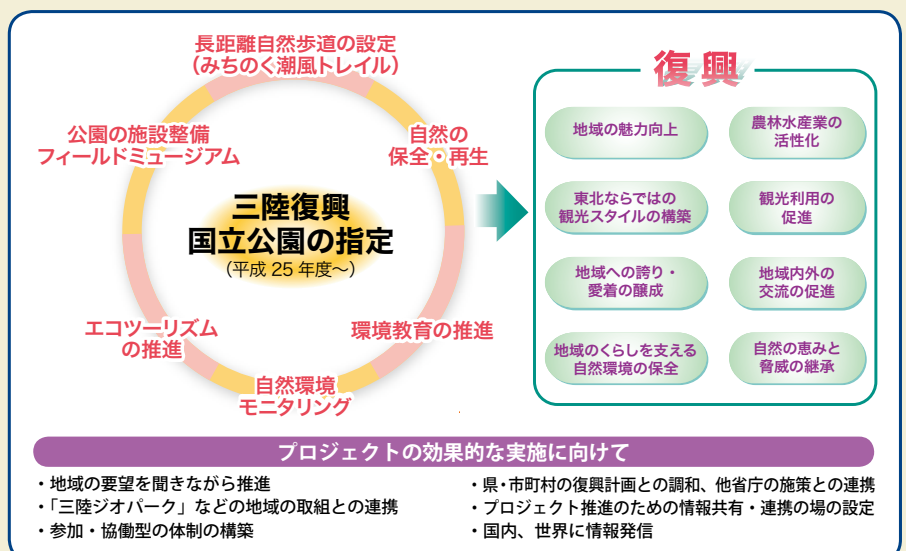 長距離自然歩道の設定
（みちのく潮風トレイル）
公園の施設整備
フィールドミュージアム
自然の
保全・再生
三陸復興
国立公園の指定
（平成 25 年度～）
エコツーリズム
の推進
環境教育の推進
自然環境
モニタリング
復興
地域の魅力向上
農林水産業の
活性化
東北ならではの
観光スタイルの構築
観光利用の
促進
地域への誇り・
愛着の醸成
地域内外の
交流の促進
地域のくらしを支える
自然環境の保全
自然の恵みと
脅威の継承
プロジェクトの効果的な実施に向けて
・地域の要望を聞きながら推進
・「三陸ジオパーク」などの地域の取組との連携
・参加・協働型の体制の構築
・県・市町村の復興計画との調和、他省庁の施策との連携
・プロジェクト推進のための情報共有・連携の場の設定
・国内、世界に情報発信